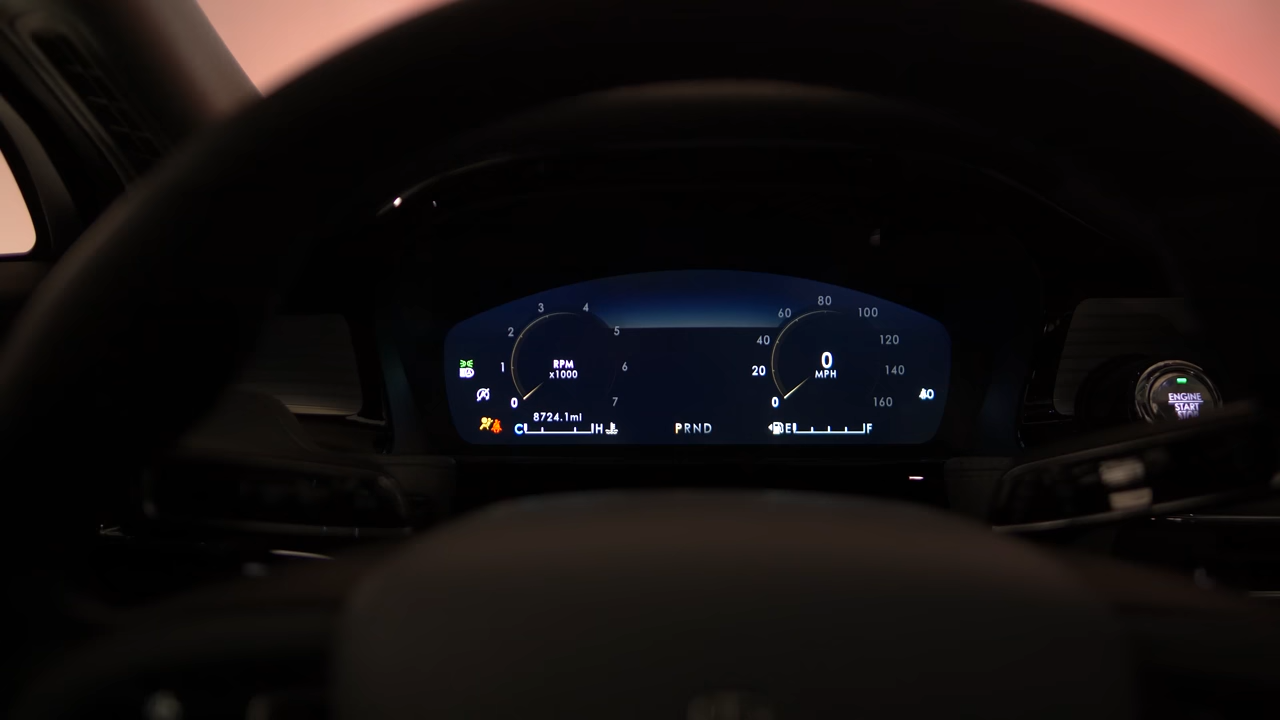 0 1 2 3 4 5 6 7
RPM
x1000
8724.1mi
C H
PRND
0 20 40 60 80 100 120 140 160
0
MPH
E F
ENGINE
START
STOP